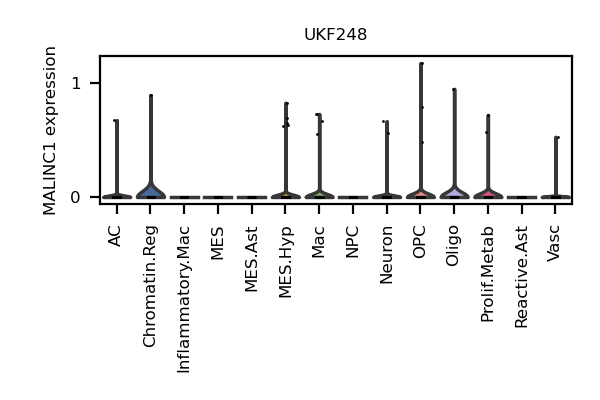 UKF248
MALINC1 expression
1
0
AC
Chromatin.Reg
Inflammatory.Mac
MES
MES.Ast
MES.Hyp
Mac
NPC
Neuron
OPC
Oligo
Prolif.Metab
Reactive.Ast
Vasc